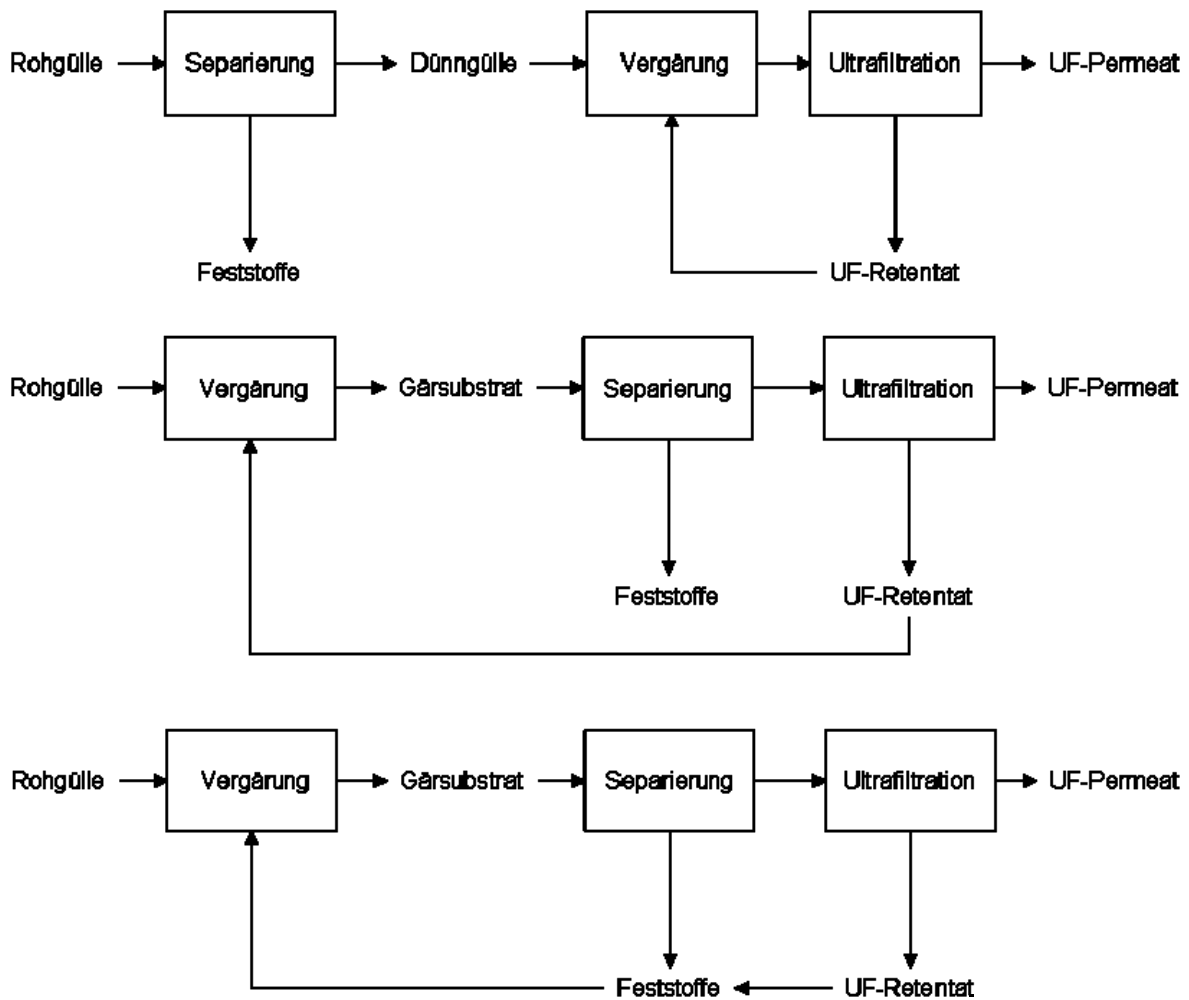 Rohgülle Separierung Dünngülle Vergärung Ultrafiltration UF-Permeat
Feststoffe UF-Retentat
Rohgülle Vergärung Gärsubstrat Separierung Ultrafiltration UF-Permeat
Feststoffe UF-Retentat
Rohgülle Vergärung Gärsubstrat Separierung Ultrafiltration UF-Permeat
Feststoffe UF-Retentat